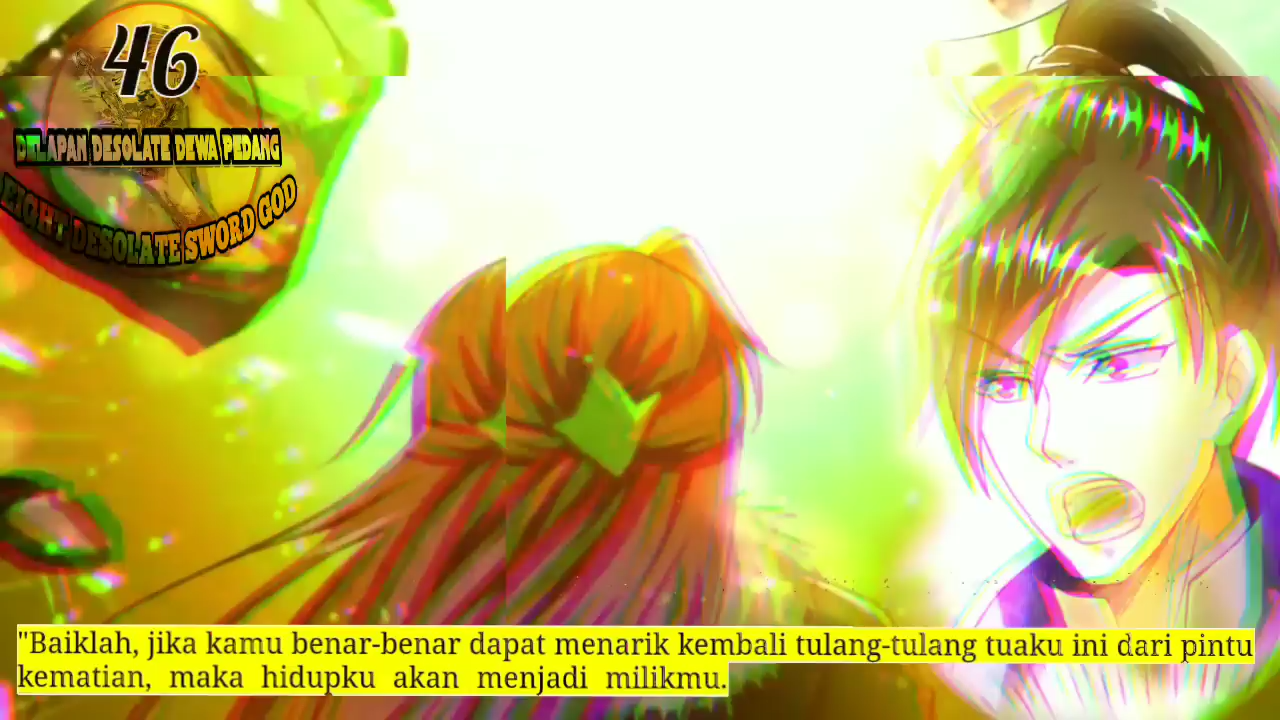 46
DELAPAN DESOLATE DEWA PEDANG
EIGHT DESOLATE SWORD GOD
"Baiklah, jika kamu benar-benar dapat menarik kembali tulang-tulang tuaku ini dari pintu
kematian, maka hidupku akan menjadi milikmu.